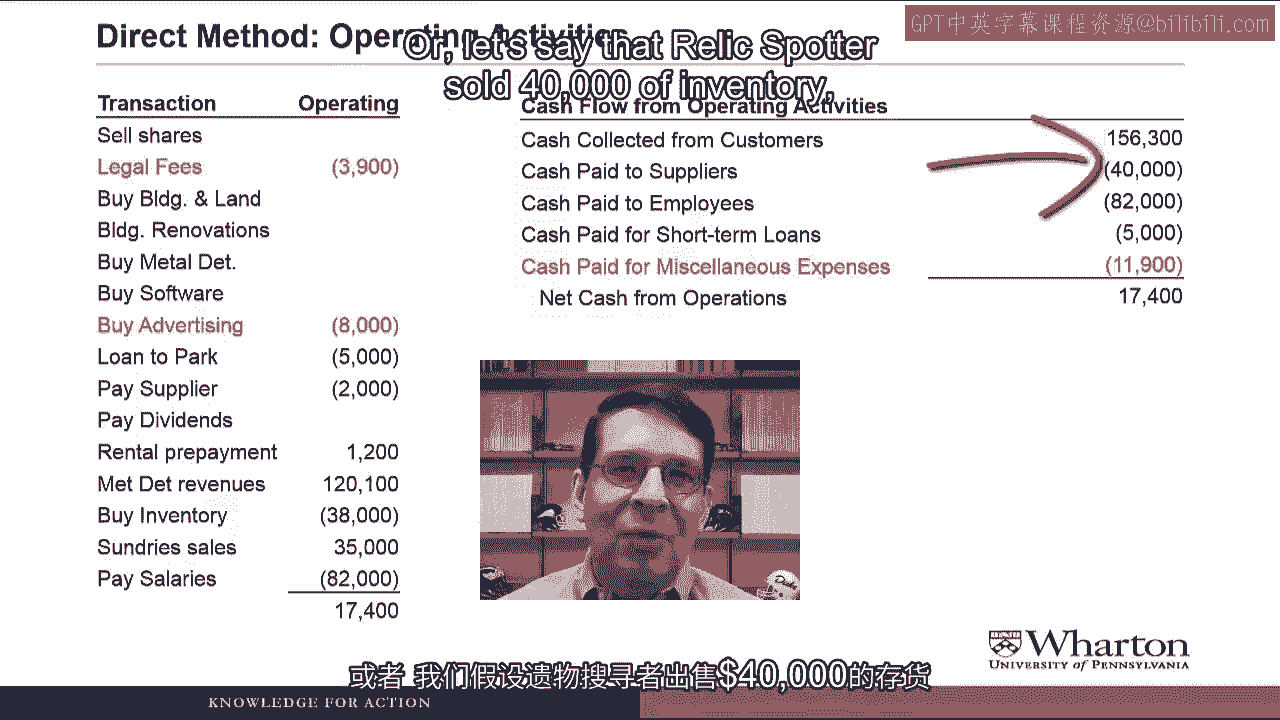 GPT中英字幕课程资源@bilibili.com
Direct Method: Operating Activities
Or, let's say that Relic Spotter
sold 40,000 of inventory,
Transaction Operating
Sell shares
Legal Fees (3,900)
Buy Bldg. & Land
Bldg. Renovations
Buy Metal Det.
Buy Software
Buy Advertising (8,000)
Loan to Park (5,000)
Pay Supplier (2,000)
Pay Dividends
Rental prepayment 1,200
Met Det revenues 120,100
Buy Inventory (38,000)
Sundries sales 35,000
Pay Salaries (82,000)
17,400
Cash Flow from Operating Activities
Cash Collected from Customers 156,300
Cash Paid to Suppliers (40,000)
Cash Paid to Employees (82,000)
Cash Paid for Short-term Loans (5,000)
Cash Paid for Miscellaneous Expenses (11,900)
Net Cash from Operations 17,400
Wharton
UNIVERSITY of PENNSYLVANIA
或者 我们假设遗物搜寻者出售$40,000的存货
KNOWLEDGE FOR ACTION